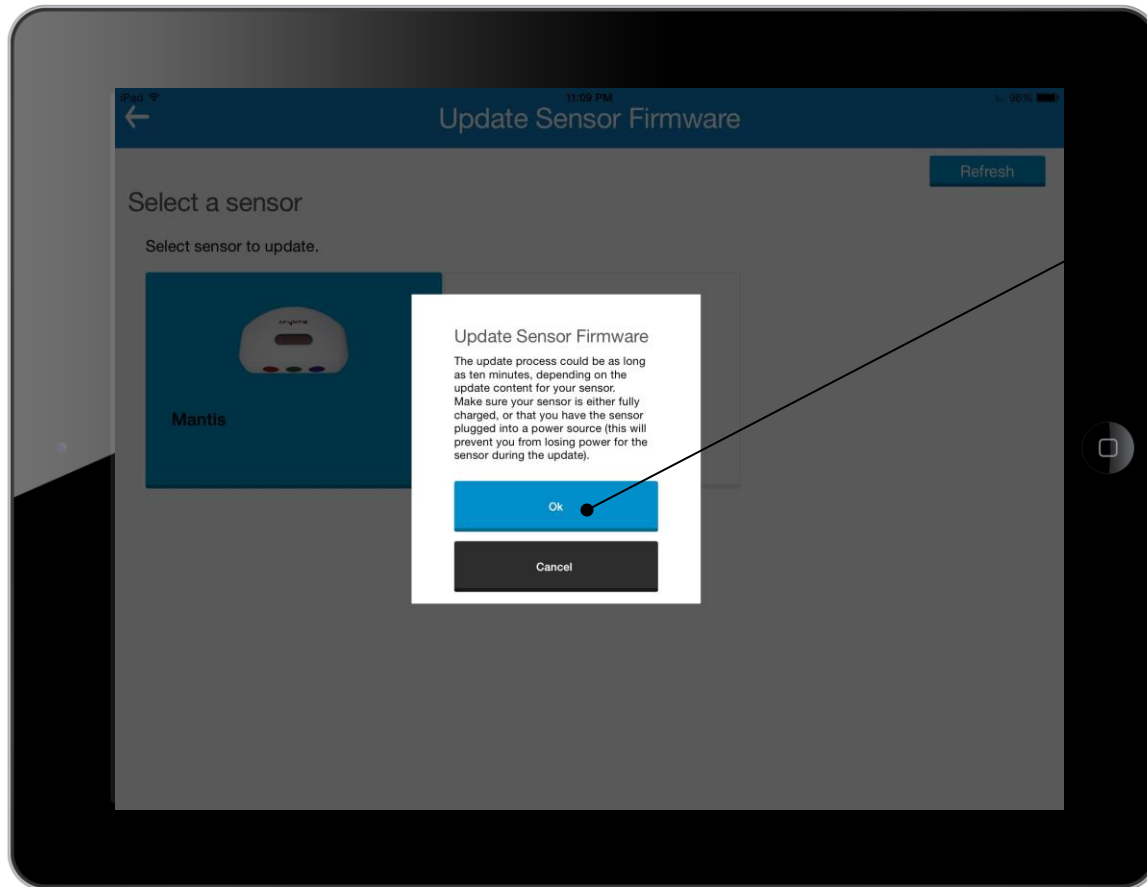 iPad
11:09 PM
96%
Update Sensor Firmware
Refresh
Select a sensor
Select sensor to update.
Mantis
Update Sensor Firmware
The update process could be as long
as ten minutes, depending on the
update content for your sensor.
Make sure your sensor is either fully
charged, or that you have the sensor
plugged into a power source (this will
prevent you from losing power for the
sensor during the update).
Ok
Cancel